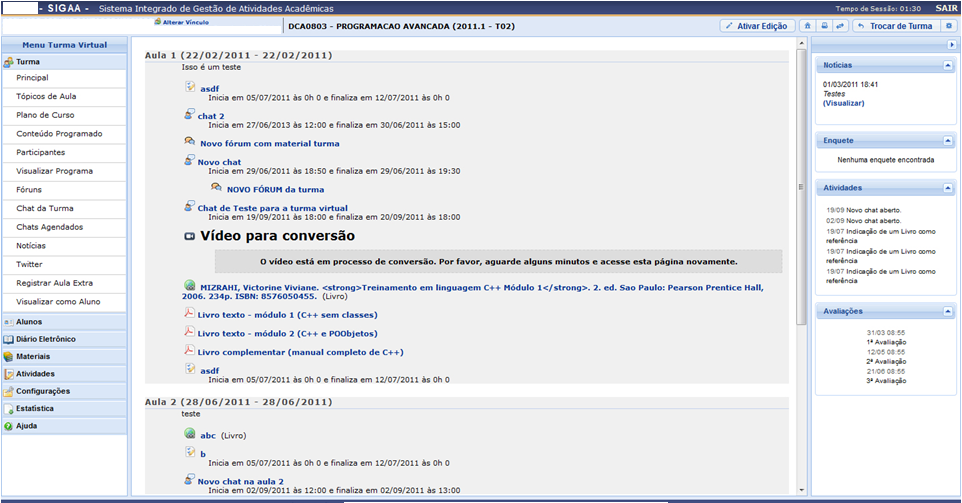 - SIGAA - Sistema Integrado de Gestão de Atividades Acadêmicas
Tempo de Sessão: 01:30 SAIR
Alterar Vínculo
DCA0803 - PROGRAMACAO AVANCADA (2011.1 - T02)
Ativar Edição
Trocar de Turma
Menu Turma Virtual
Turma
Principal
Tópicos de Aula
Plano de Curso
Conteúdo Programado
Participantes
Visualizar Programa
Fóruns
Chat da Turma
Chats Agendados
Notícias
Twitter
Registrar Aula Extra
Visualizar como Aluno
Alunos
Diário Eletrônico
Materiais
Atividades
Configurações
Estatística
Ajuda
Aula 1 (22/02/2011 - 22/02/2011)
Isso é um teste
asdf
Inicia em 05/07/2011 às 0h 0 e finaliza em 12/07/2011 às 0h 0
chat 2
Inicia em 27/06/2013 às 12:00 e finaliza em 30/06/2011 às 15:00
Novo fórum com material turma
Novo chat
Inicia em 29/06/2011 às 18:50 e finaliza em 29/06/2011 às 19:30
NOVO FÓRUM da turma
Chat de Teste para a turma virtual
Inicia em 19/09/2011 às 18:00 e finaliza em 20/09/2011 às 18:00
Vídeo para conversão
O vídeo está em processo de conversão. Por favor, aguarde alguns minutos e acesse esta página novamente.
MIZRAHI, Victorine Viviane. <strong>Treinamento em linguagem C++ Módulo 1</strong>. 2. ed. Sao Paulo: Pearson Prentice Hall,
2006. 234p. ISBN: 8576050455. (Livro)
Livro texto - módulo 1 (C++ sem classes)
Livro texto - módulo 2 (C++ e POObjetos)
Livro complementar (manual completo de C++)
asdf
Inicia em 05/07/2011 às 0h 0 e finaliza em 12/07/2011 às 0h 0
Aula 2 (28/06/2011 - 28/06/2011)
teste
abc (Livro)
b
Inicia em 05/07/2011 às 0h 0 e finaliza em 12/07/2011 às 0h 0
Novo chat na aula 2
Inicia em 02/09/2011 às 12:00 e finaliza em 02/09/2011 às 13:00
Notícias
01/03/2011 18:41
Testes
(Visualizar)
Enquete
Nenhuma enquete encontrada
Atividades
19/09 Novo chat aberto.
02/09 Novo chat aberto.
19/07 Indicação de um Livro como
referência
19/07 Indicação de um Livro como
referência
19/07 Indicação de um Livro como
referência
Avaliações
31/03 08:55
1ª Avaliação
12/05 08:55
2ª Avaliação
21/06 08:55
3ª Avaliação